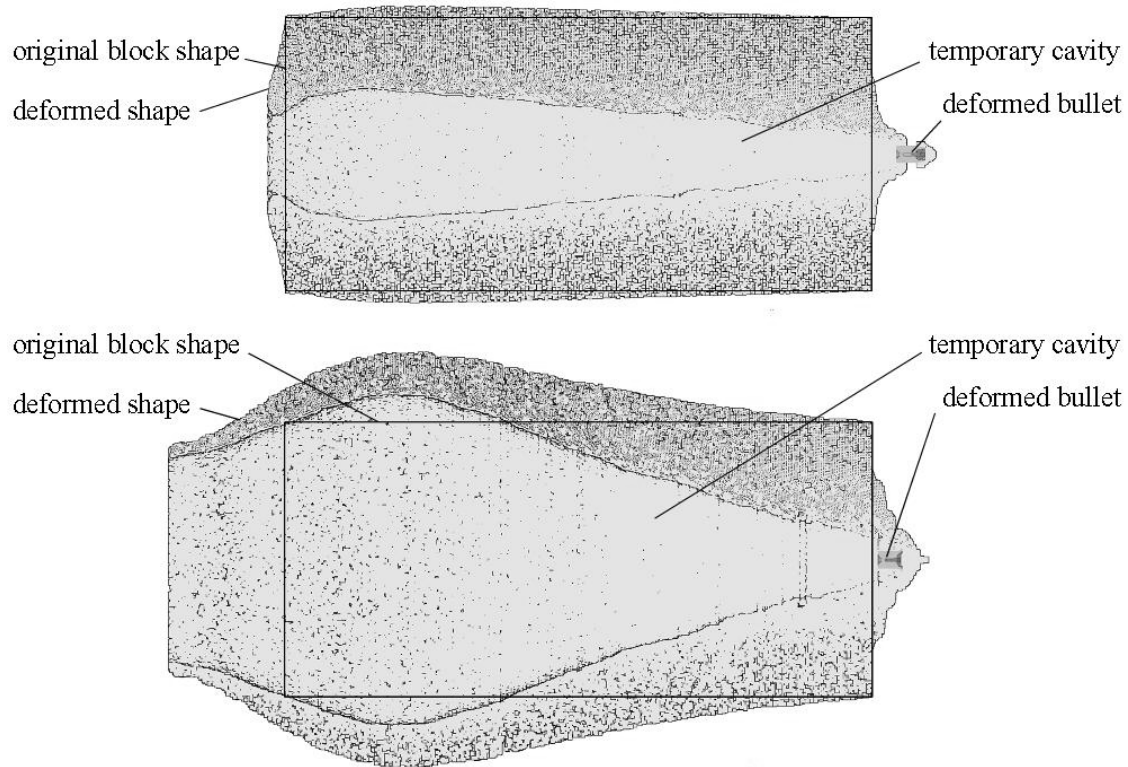 original block shape
temporary cavity
deformed shape
deformed bullet
original block shape
temporary cavity
deformed shape
deformed bullet